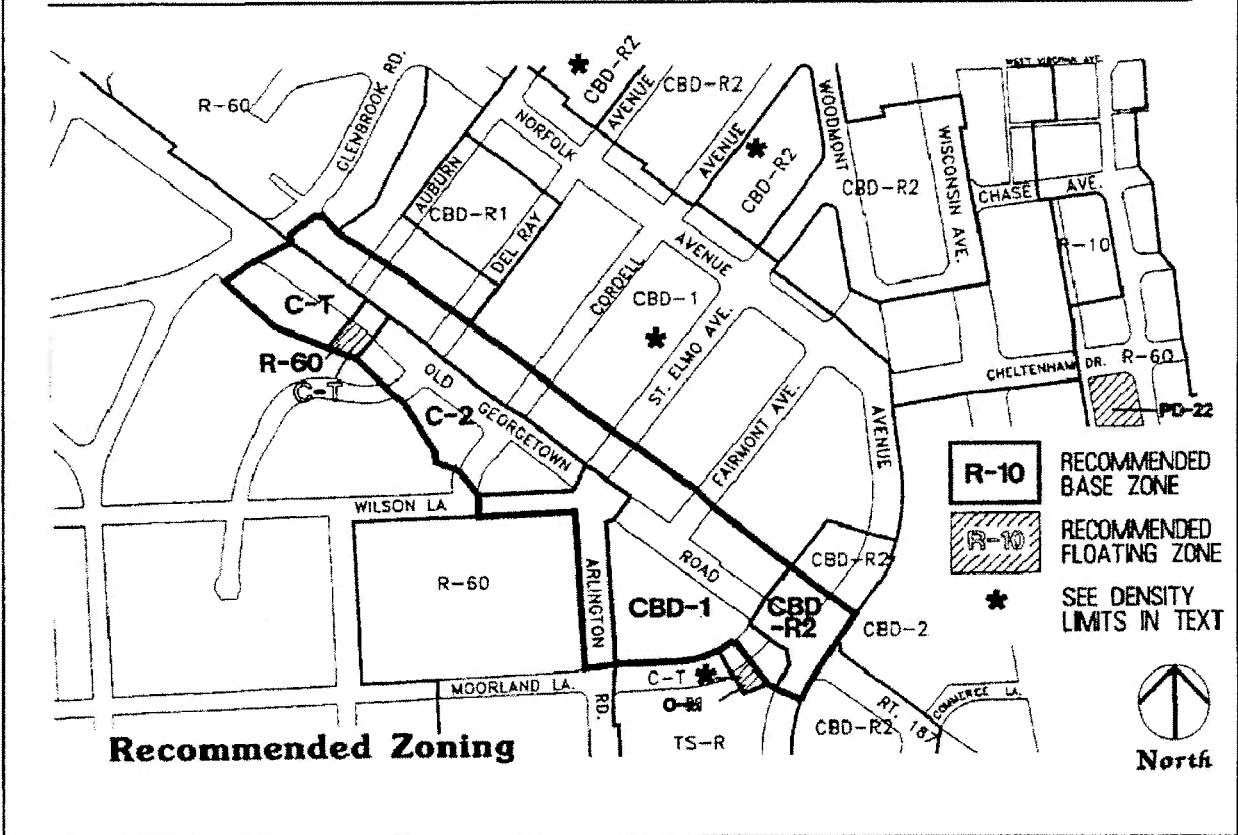 WEST VIRGINIA AVE.
GLENBROOK RD.
R-60
* CBD-R2
AVENUE
CBD-R2
NORFOLK
AVENUE
* CBD-R2
WOODMONT
CBD-R2
WISCONSIN AVE.
CHASE AVE.
R-10
AUBURN
CBD-R1
DEL RAY
CORDELL
AVENUE
CBD-1
*
ST. ELMO AVE.
C-T
R-60
C-T
OLD
GEORGETOWN
C-2
FAIRMONT AVE.
AVENUE
CHELTENHAM DR.
R-60
PD-22
WILSON LA
R-60
ARLINGTON
ROAD
CBD-1
CBD-R2
CBD
-R2
CBD-2
MOORLAND LA.
RD.
C-T *
TS-R
CBD-R2
RT. 187
COMMERCE LA.
R-10
RECOMMENDED
BASE ZONE
R-10
RECOMMENDED
FLOATING ZONE
*
SEE DENSITY
LIMITS IN TEXT
North
Recommended Zoning